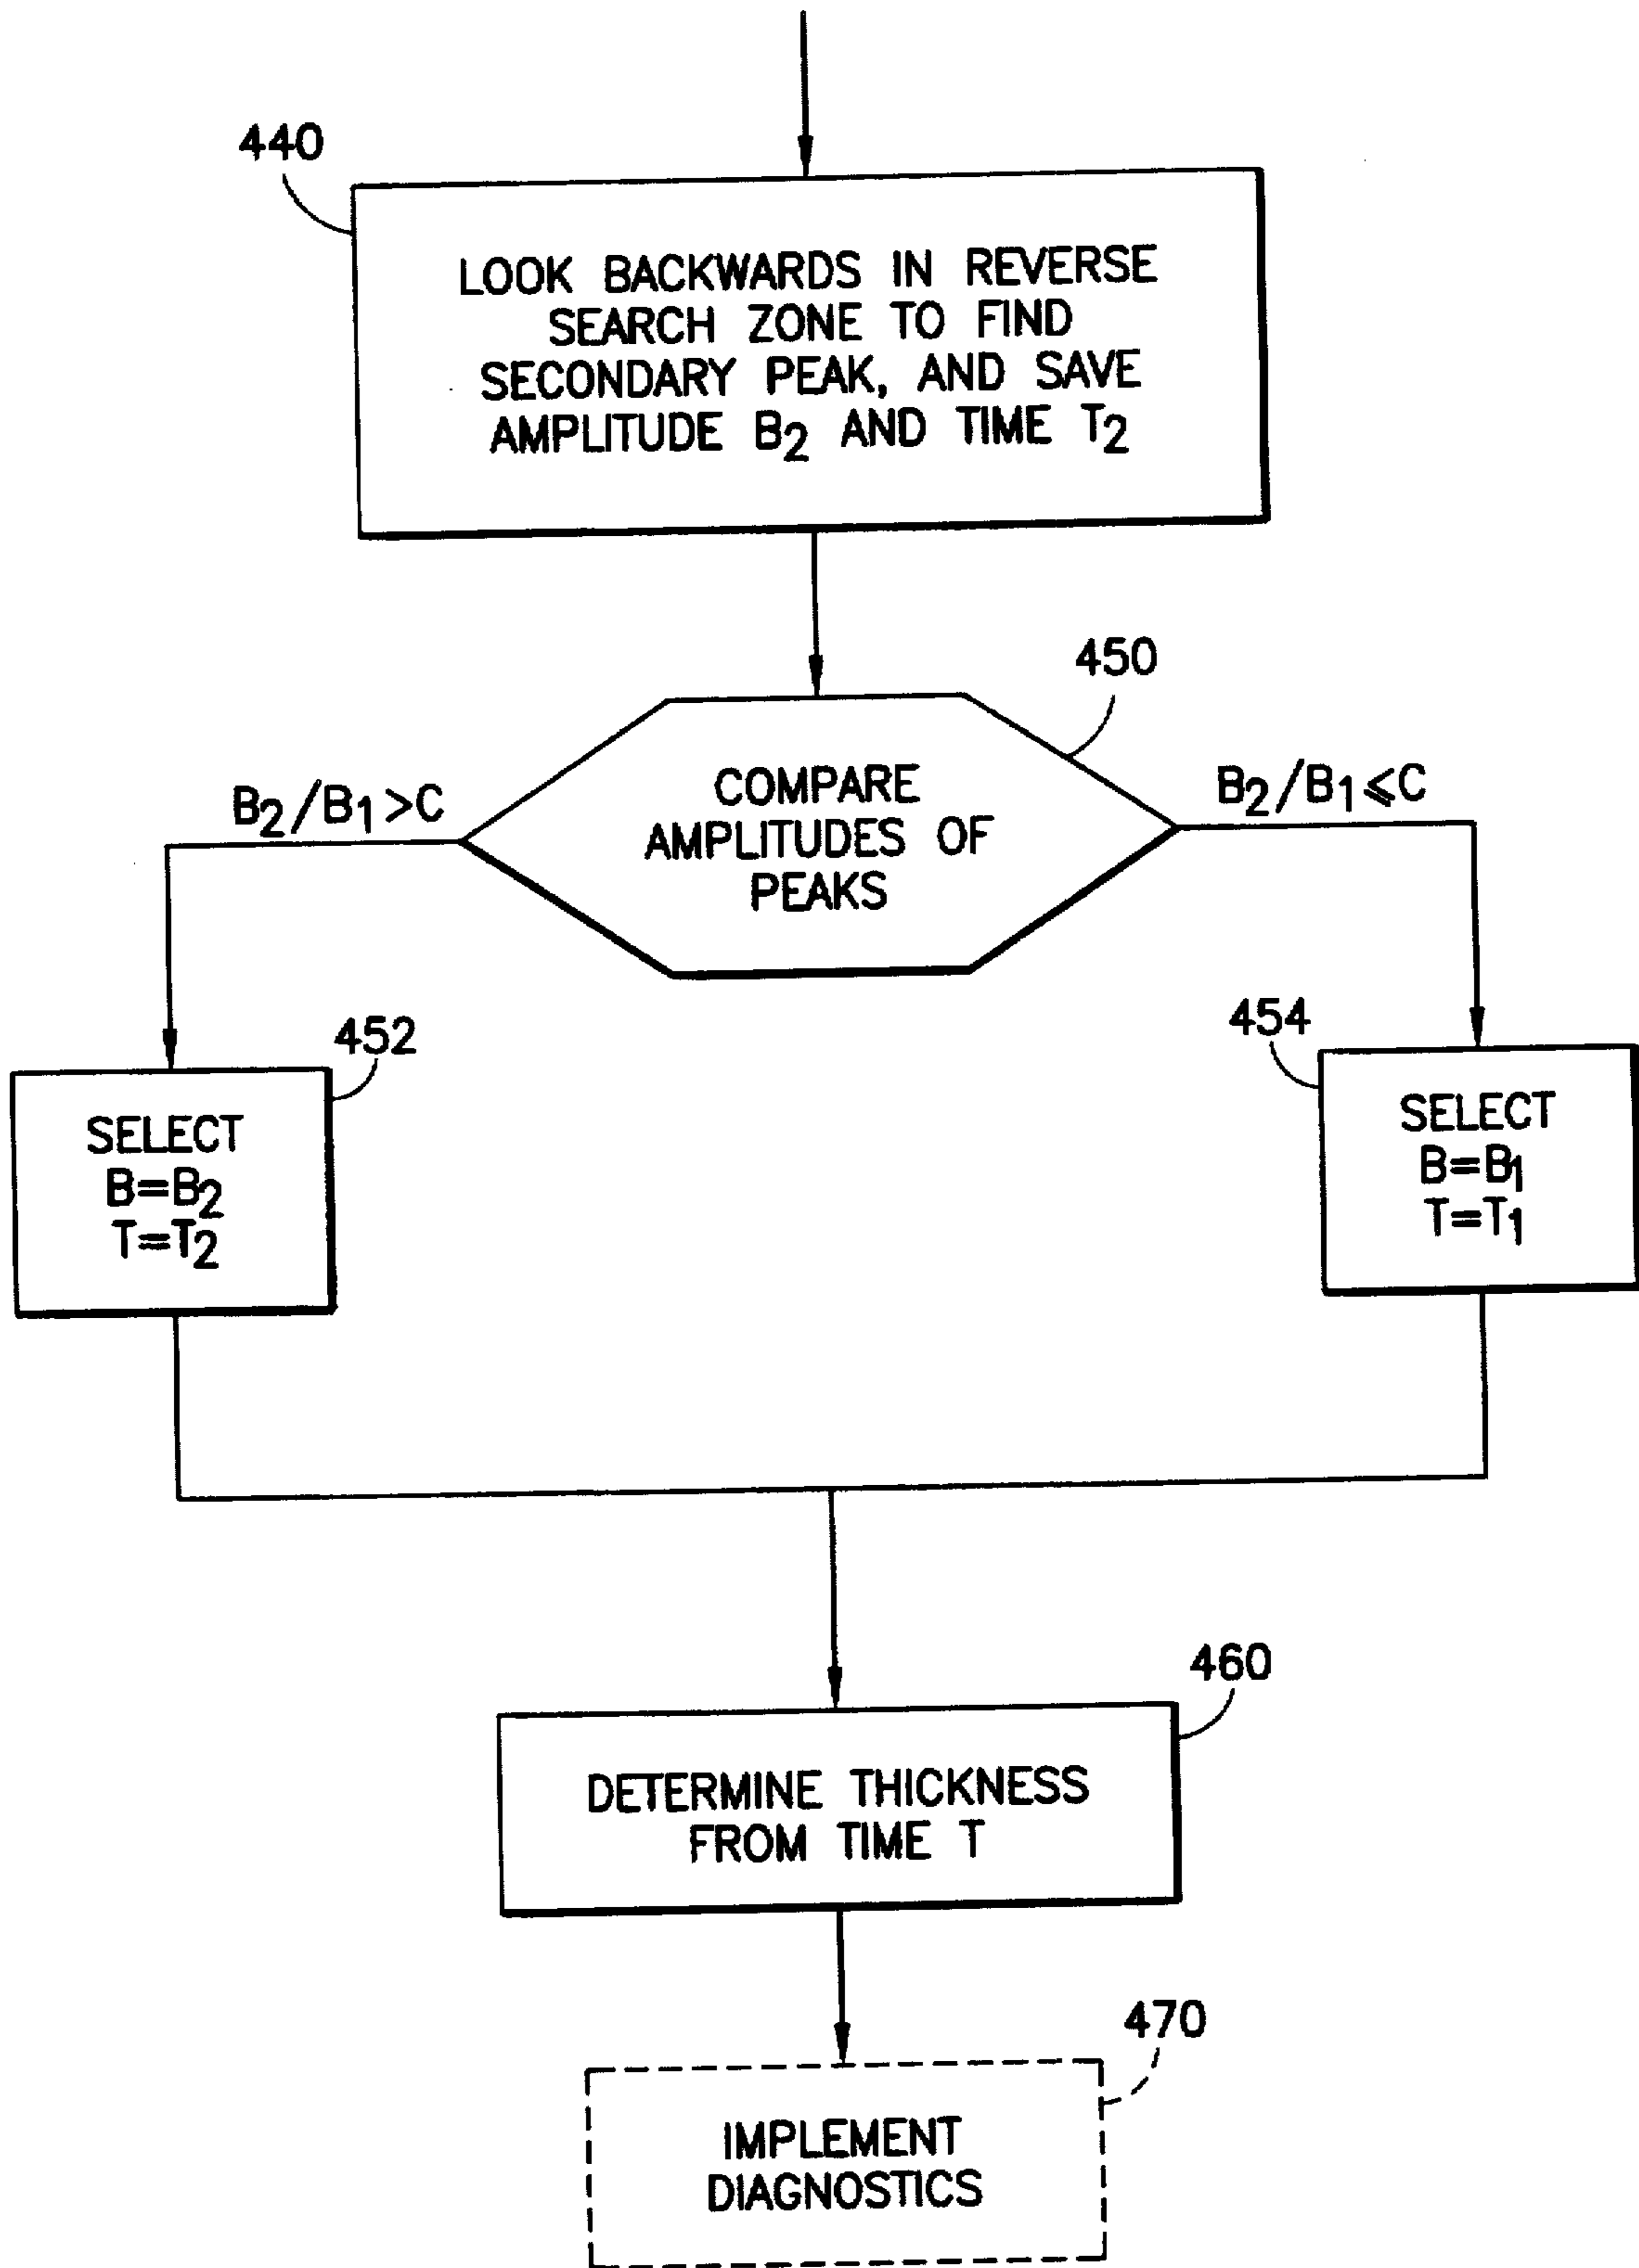 440
LOOK BACKWARDS IN REVERSE
SEARCH ZONE TO FIND
SECONDARY PEAK, AND SAVE
AMPLITUDE B₂ AND TIME T₂
450
COMPARE
AMPLITUDES OF
PEAKS
B₂/B₁>C
B₂/B₁⩽C
452
SELECT
B=B₂
T=T₂
454
SELECT
B=B₁
T=T₁
460
DETERMINE THICKNESS
FROM TIME T
470
IMPLEMENT
DIAGNOSTICS